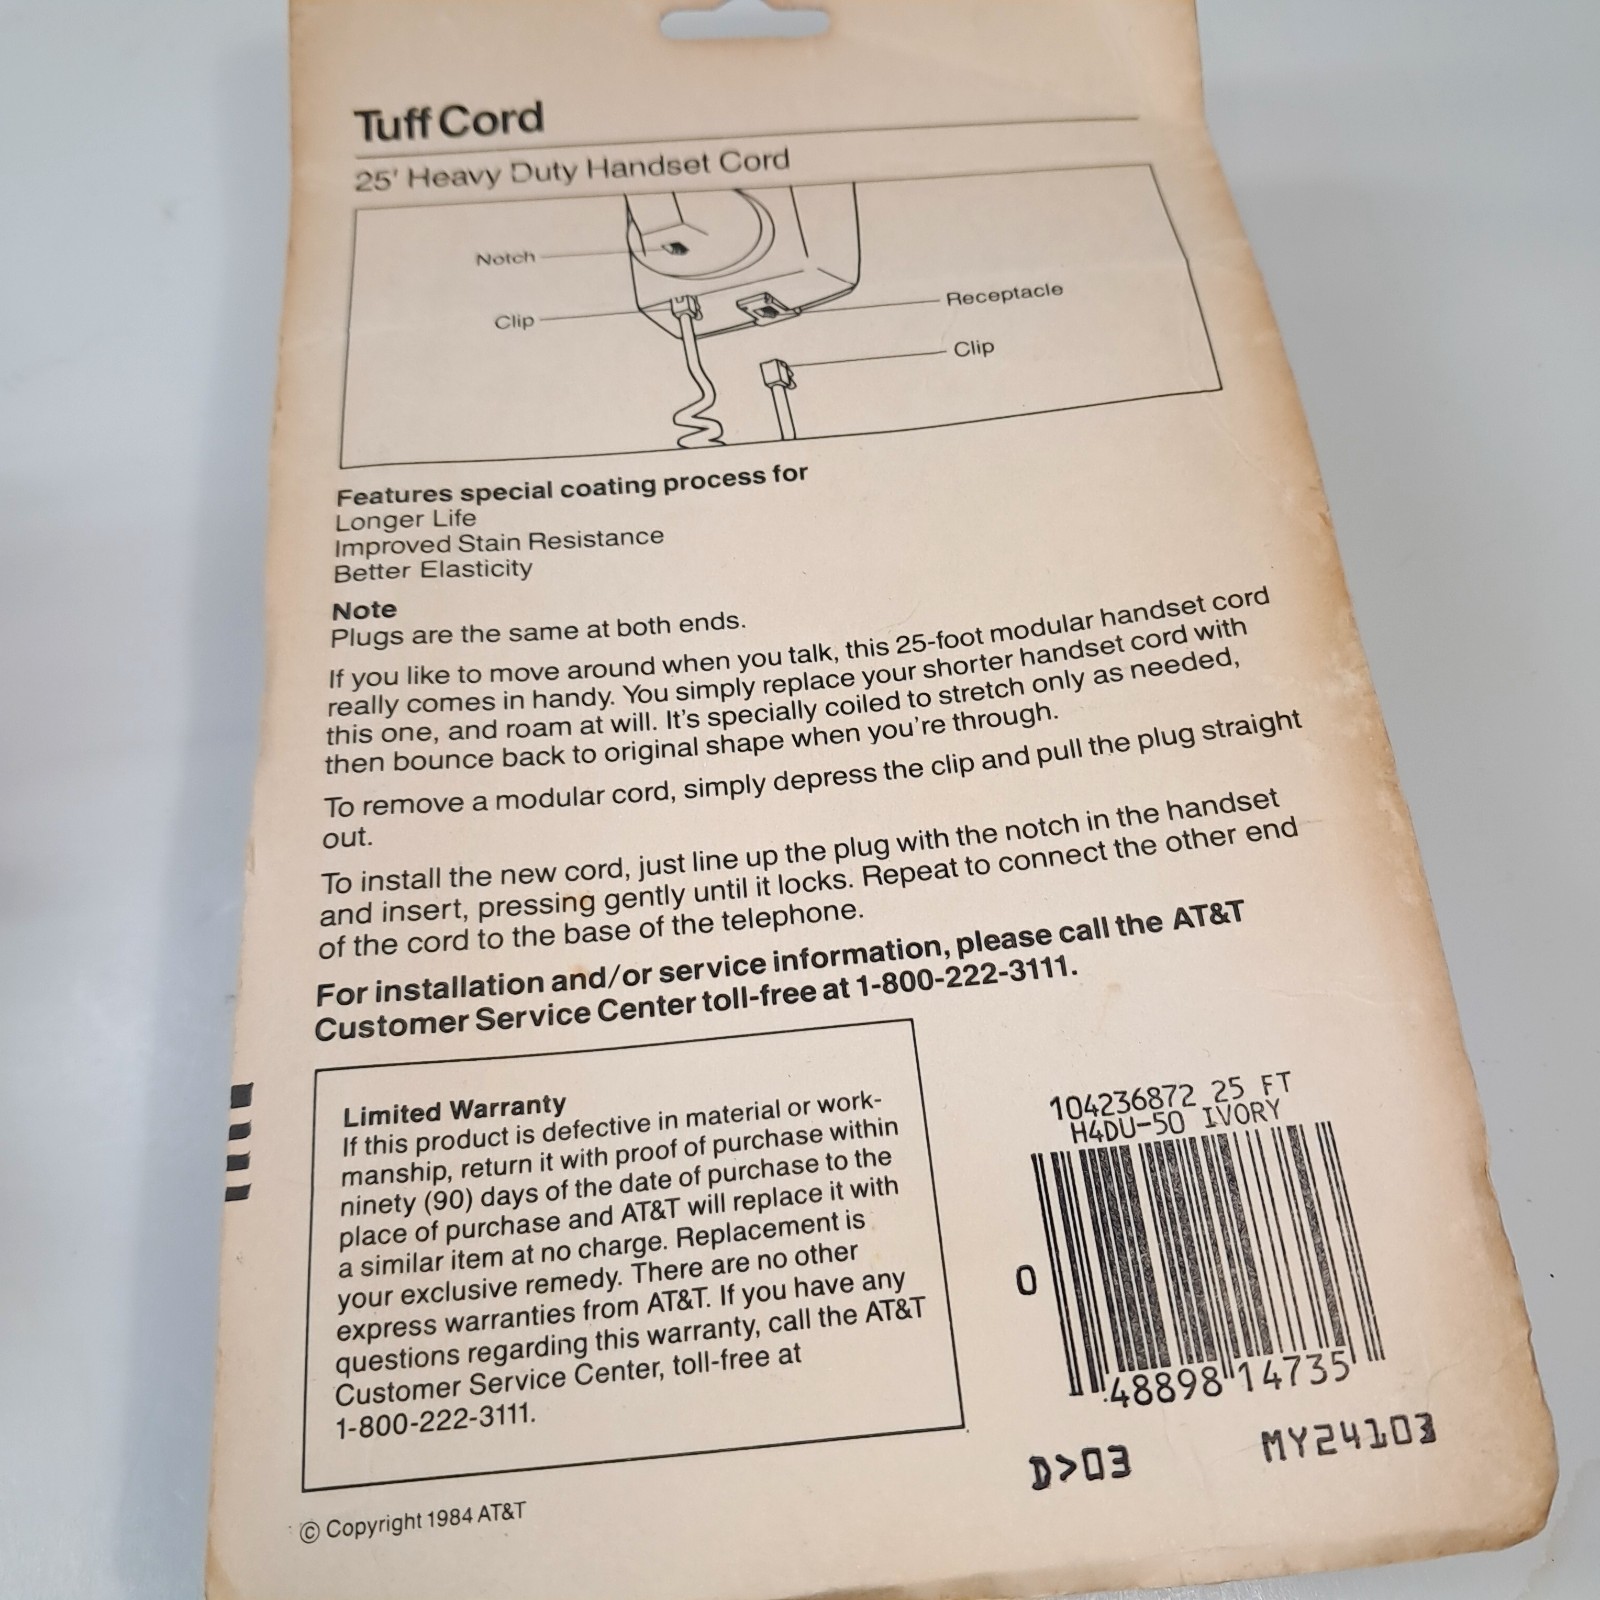 Tuff Cord
25' Heavy Duty Handset Cord
Notch
Clip
Receptacle
Clip
Features special coating process for
Longer Life
Improved Stain Resistance
Better Elasticity
Note
Plugs are the same at both ends.
If you like to move around when you talk, this 25-foot modular handset cord
really comes in handy. You simply replace your shorter handset cord with
this one, and roam at will. It's specially coiled to stretch only as needed,
then bounce back to original shape when you're through.
To remove a modular cord, simply depress the clip and pull the plug straight
out.
To install the new cord, just line up the plug with the notch in the handset
and insert, pressing gently until it locks. Repeat to connect the other end
of the cord to the base of the telephone.
For installation and/or service information, please call the AT&T
Customer Service Center toll-free at 1-800-222-3111.
Limited Warranty
If this product is defective in material or work-
manship, return it with proof of purchase within
ninety (90) days of the date of purchase to the
place of purchase and AT&T will replace it with
a similar item at no charge. Replacement is
your exclusive remedy. There are no other
express warranties from AT&T. If you have any
questions regarding this warranty, call the AT&T
Customer Service Center, toll-free at
1-800-222-3111.
104236872 25 FT
H4DU-50 IVORY
0 48898 14735
D>03 MY24103
© Copyright 1984 AT&T